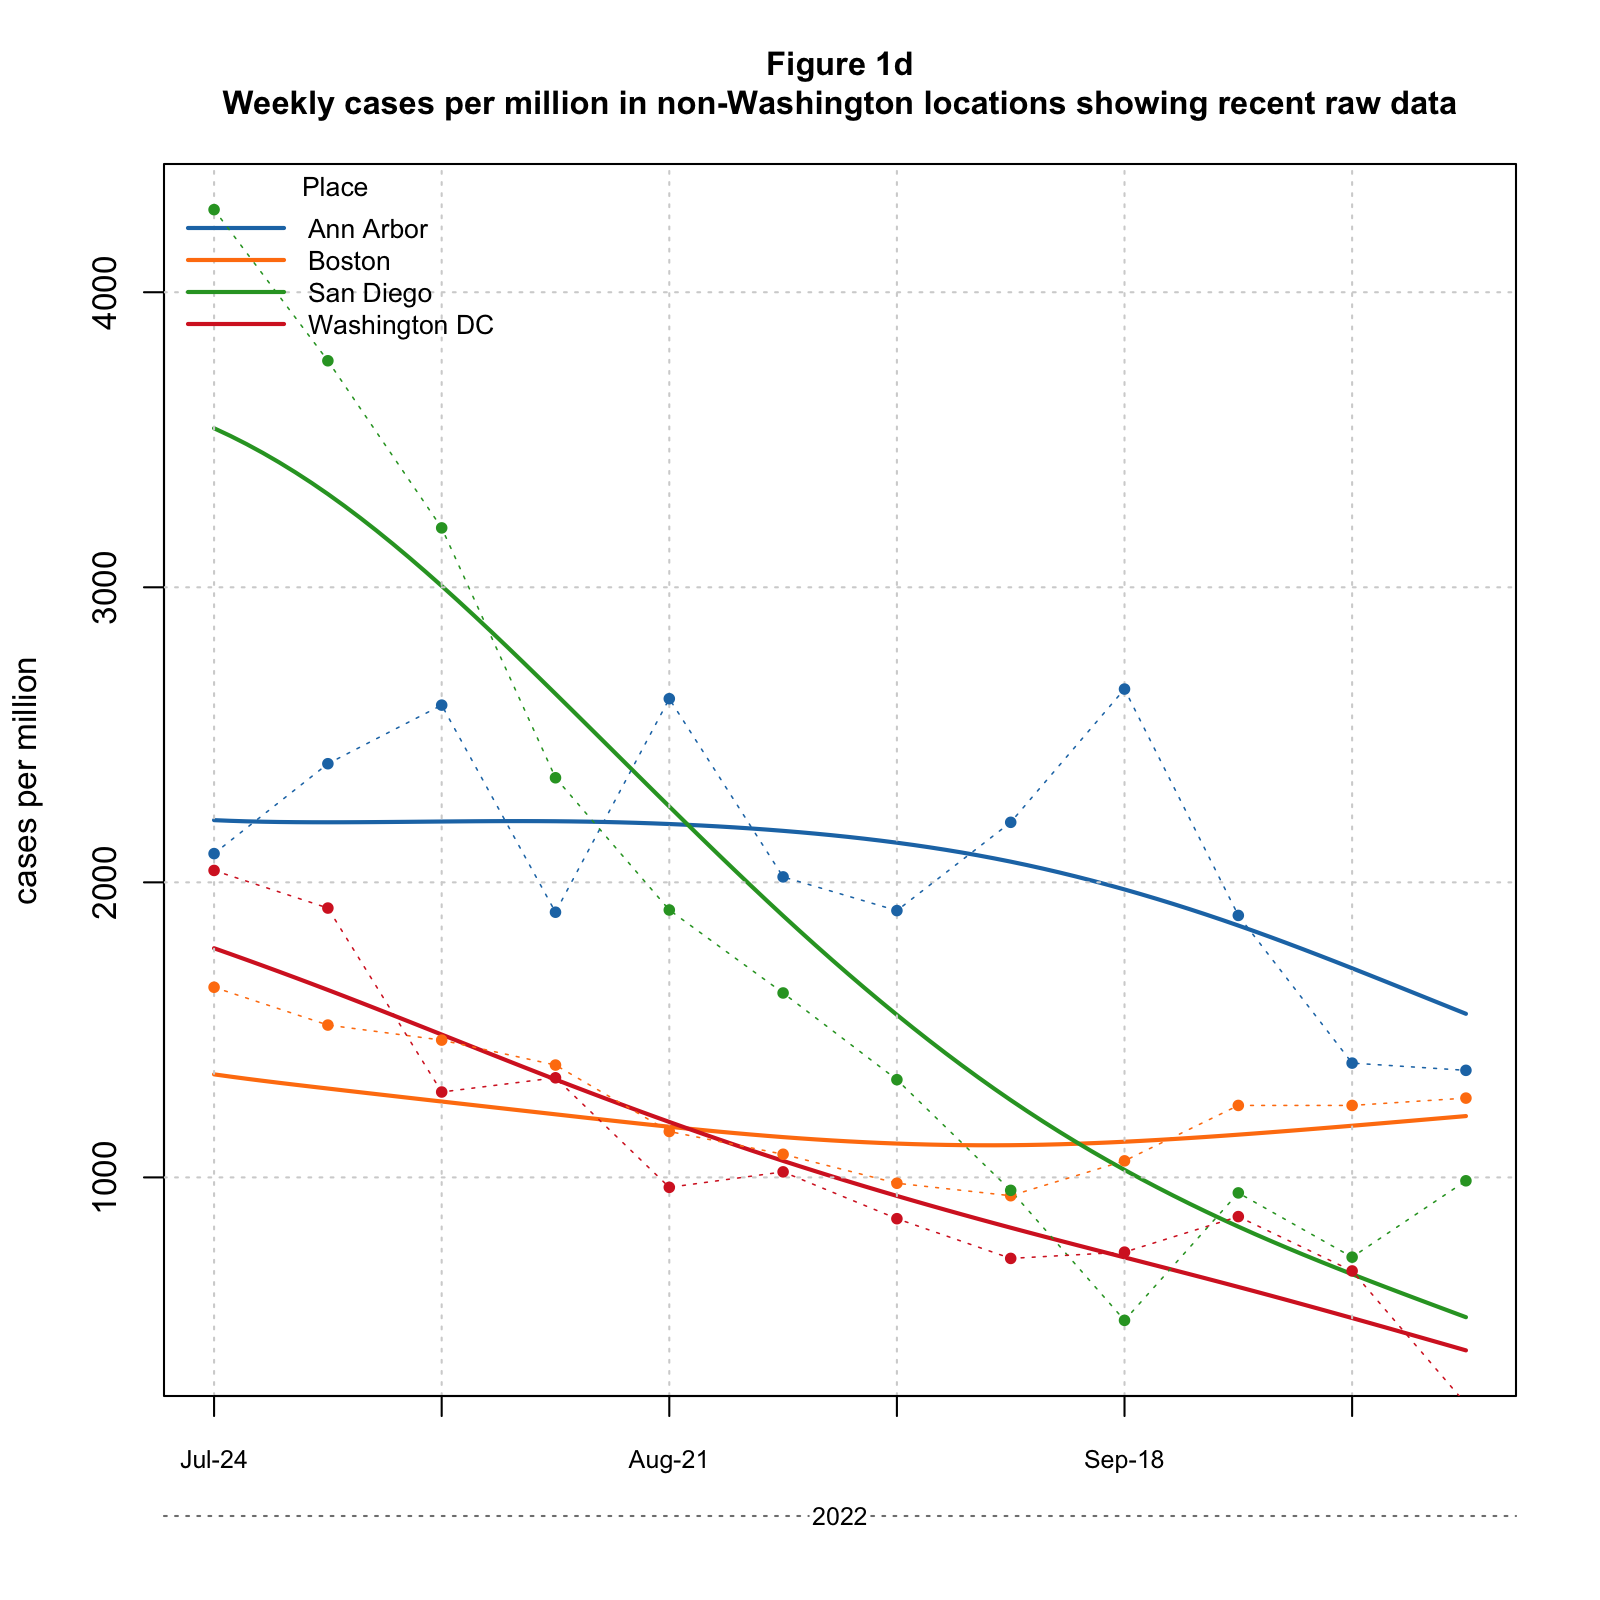 Figure 1d
Weekly cases per million in non-Washington locations showing recent raw data
Place
Ann Arbor
Boston
San Diego
Washington DC
4000
3000
2000
1000
cases per million
Jul-24
Aug-21
Sep-18
2022